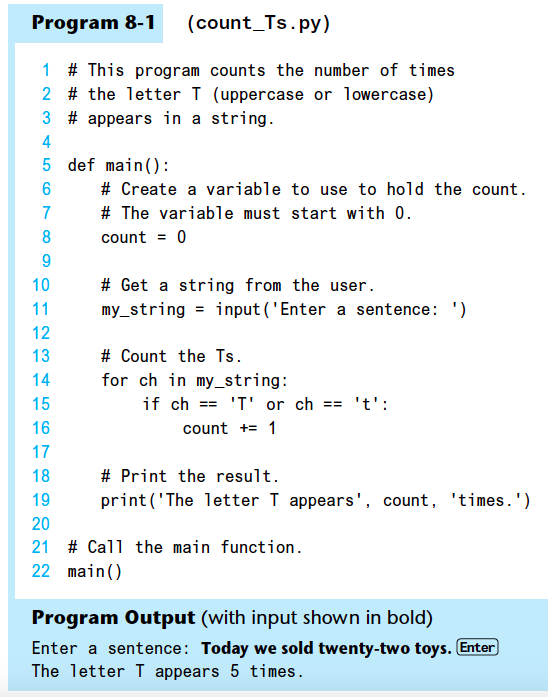 Program 8-1 (count_Ts.py)
1 # This program counts the number of times
2 # the letter T (uppercase or lowercase)
3 # appears in a string.
4
5 def main():
6     # Create a variable to use to hold the count.
7     # The variable must start with 0.
8     count = 0
9
10     # Get a string from the user.
11     my_string = input('Enter a sentence: ')
12
13     # Count the Ts.
14     for ch in my_string:
15         if ch == 'T' or ch == 't':
16             count += 1
17
18     # Print the result.
19     print('The letter T appears', count, 'times.')
20
21 # Call the main function.
22 main()
Program Output (with input shown in bold)
Enter a sentence: Today we sold twenty-two toys. Enter
The letter T appears 5 times.